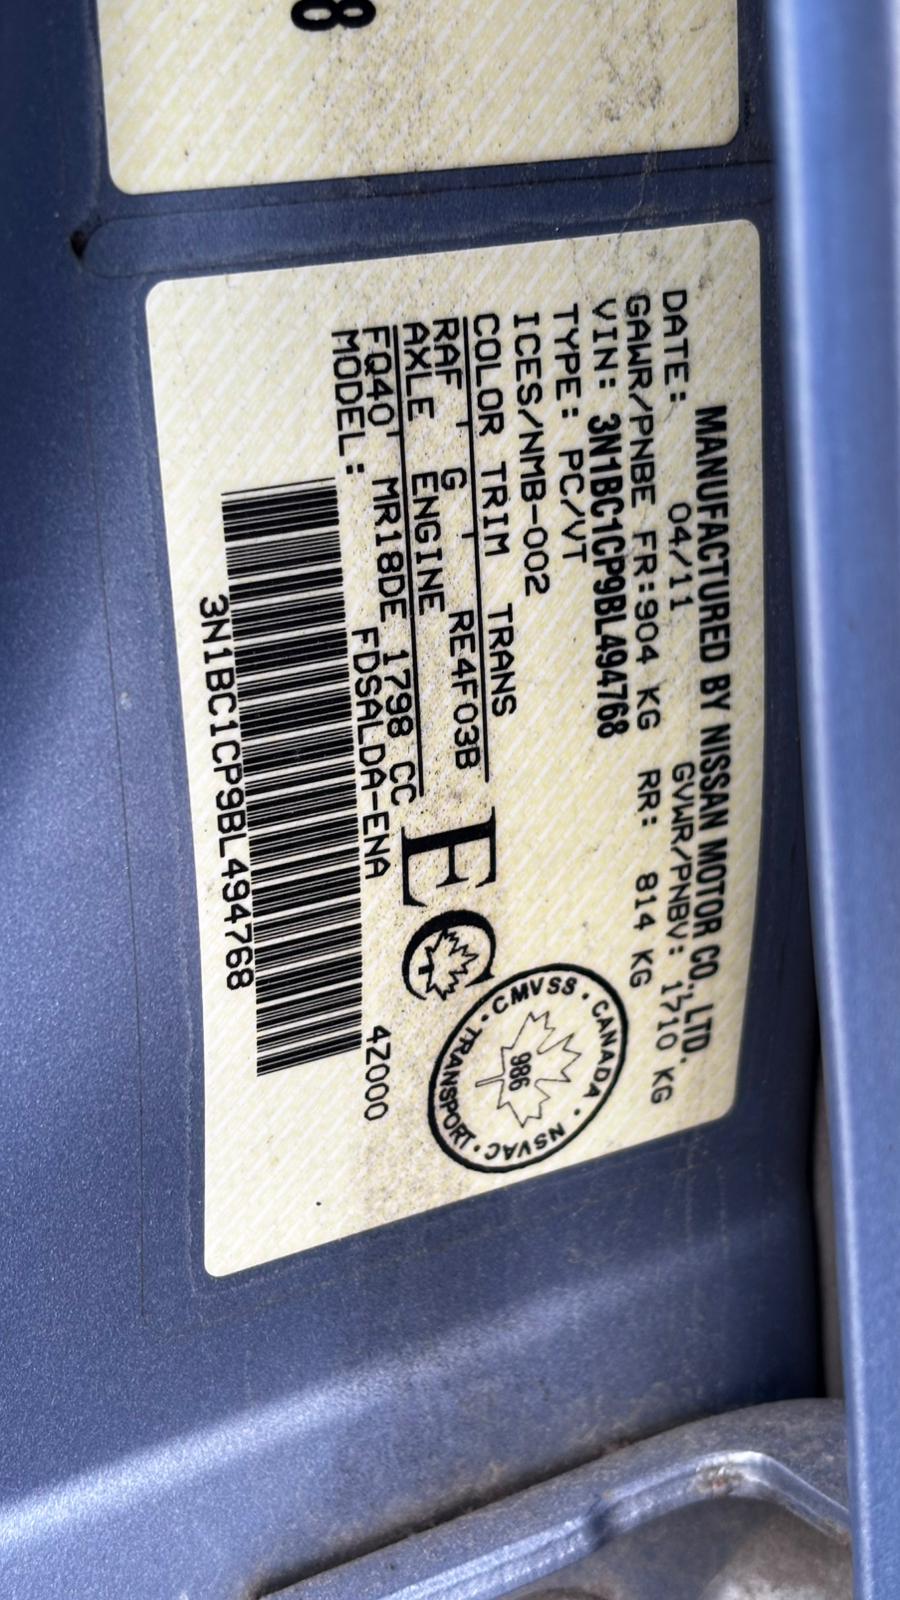 8
MANUFACTURED BY NISSAN MOTOR CO., LTD.
DATE: 04/11 GVWR/PNBV: 1710 KG
GAWR/PNBE FR:904 KG RR: 814 KG
VIN: 3N1BC1CP9BL494768
TYPE: PC/VT
ICES/NMB-002
COLOR TRIM TRANS
RAF G RE4F03B
AXLE ENGINE
FQ40 MR18DE 1798 CC
MODEL: FDSALDA-ENA 4Z000
3N1BC1CP9BL494768
EC
CMVSS · CANADA · NSVAC · TRANSPORT ·
986